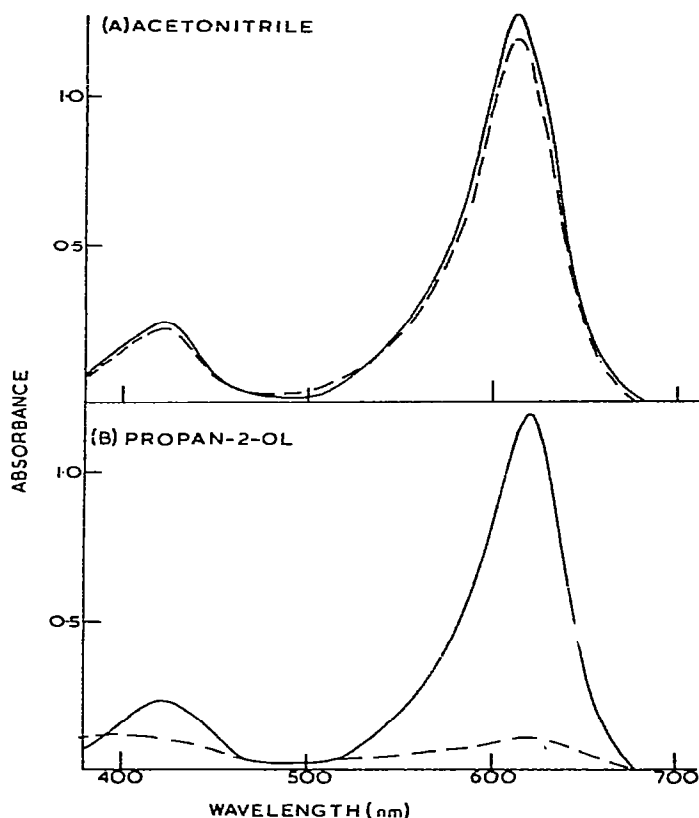 (A) ACETONITRILE
1.0
0.5
ABSORBANCE
(B) PROPAN-2-OL
1.0
0.5
400 500 600 700
WAVELENGTH (nm)